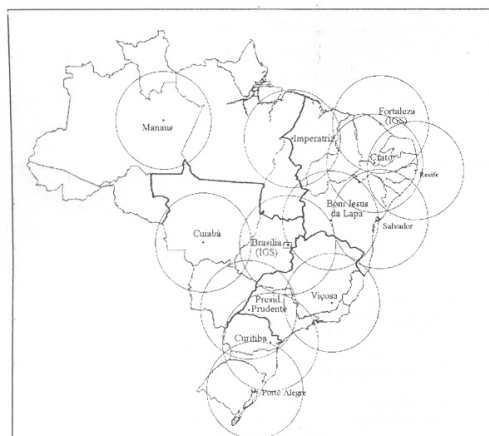 Fortaleza
(IGS)
Manaus
Imperatriz
Crato
Recife
Bom Jesus
da Lapa
Salvador
Cuiabá
Brasília
(IGS)
Viçosa
Presid.
Prudente
Curitiba
Porto Alegre